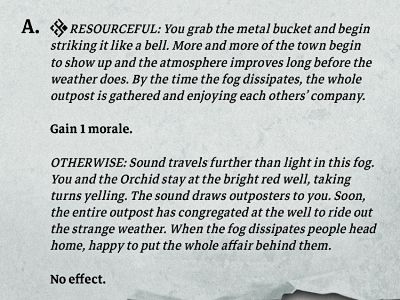 A. RESOURCEFUL: You grab the metal bucket and begin
striking it like a bell. More and more of the town begin
to show up and the atmosphere improves long before the
weather does. By the time the fog dissipates, the whole
outpost is gathered and enjoying each others' company.
Gain 1 morale.
OTHERWISE: Sound travels further than light in this fog.
You and the Orchid stay at the bright red well, taking
turns yelling. The sound draws outposters to you. Soon,
the entire outpost has congregated at the well to ride out
the strange weather. When the fog dissipates people head
home, happy to put the whole affair behind them.
No effect.